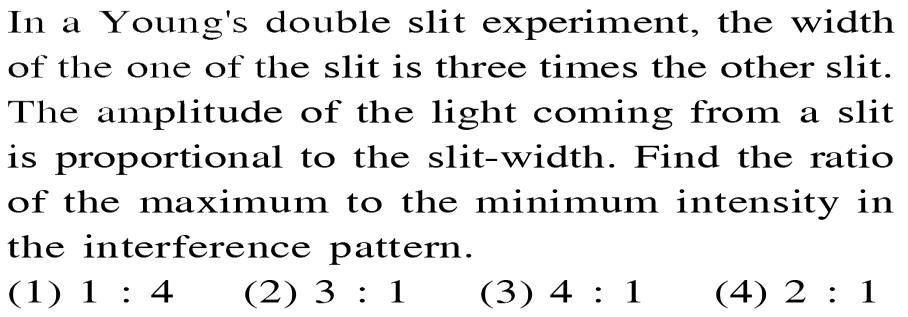 In a Young's double slit experiment, the width
of the one of the slit is three times the other slit.
The amplitude of the light coming from a slit
is proportional to the slit-width. Find the ratio
of the maximum to the minimum intensity in
the interference pattern.
(1) 1 : 4 (2) 3 : 1 (3) 4 : 1 (4) 2 : 1